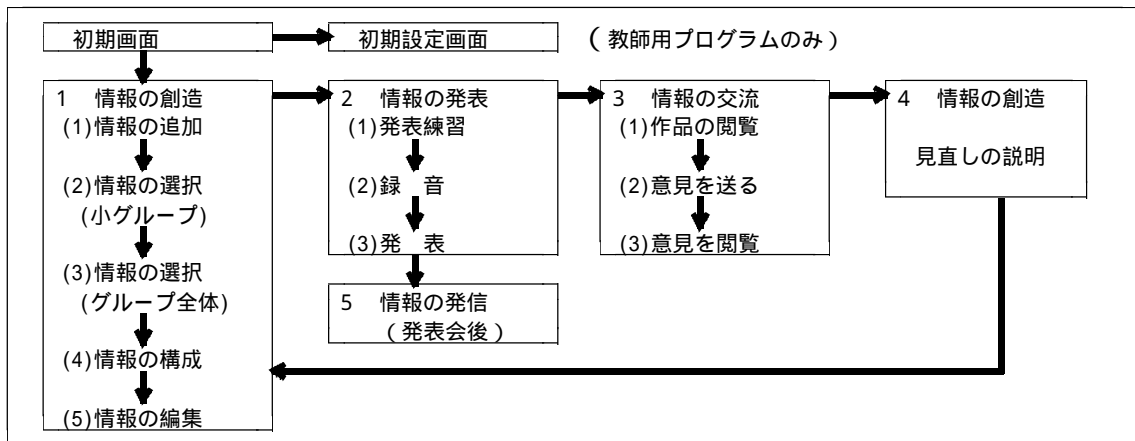 初期画面
初期設定画面
(教師用プログラムのみ)
1 情報の創造
(1)情報の追加
(2)情報の選択
(小グループ)
(3)情報の選択
(グループ全体)
(4)情報の構成
(5)情報の編集
2 情報の発表
(1)発表練習
(2)録 音
(3)発 表
5 情報の発信
(発表会後)
3 情報の交流
(1)作品の閲覧
(2)意見を送る
(3)意見を閲覧
4 情報の創造
見直しの説明